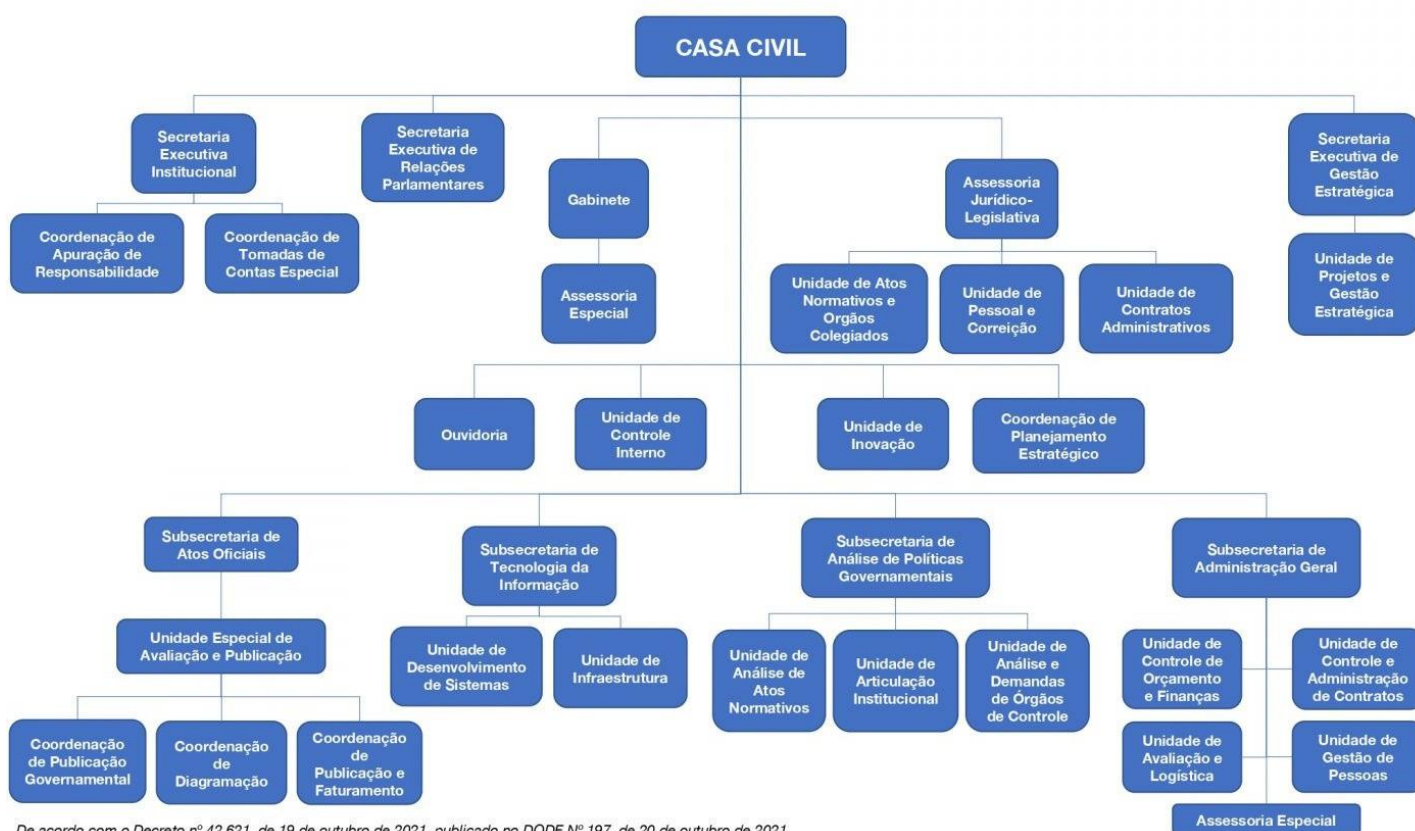 CASA CIVIL
Secretaria
Executiva
Institucional
Secretaria
Executiva de
Relações
Parlamentares
Gabinete
Assessoria
Jurídico-
Legislativa
Secretaria
Executiva de
Gestão
Estratégica
Coordenação de
Apuração de
Responsabilidade
Coordenação de
Tomadas de
Contas Especial
Assessoria
Especial
Unidade de Atos
Normativos e
Orgãos
Colegiados
Unidade de
Pessoal e
Correição
Unidade de
Contratos
Administrativos
Unidade de
Projetos e
Gestão
Estratégica
Ouvidoria
Unidade de
Controle
Interno
Unidade de
Inovação
Coordenação de
Planejamento
Estratégico
Subsecretaria de
Atos Oficiais
Subsecretaria de
Tecnologia da
Informação
Subsecretaria de
Análise de Políticas
Governamentais
Subsecretaria de
Administração Geral
Unidade Especial de
Avaliação e Publicação
Unidade de
Desenvolvimento
de Sistemas
Unidade de
Infraestrutura
Unidade de
Análise de
Atos
Normativos
Unidade de
Articulação
Institucional
Unidade de
Análise e
Demandas
de Órgãos
de Controle
Unidade de
Controle de
Orçamento
e Finanças
Unidade de
Controle e
Administração
de Contratos
Coordenação
de Publicação
Governamental
Coordenação
de
Diagramação
Coordenação
de
Publicação e
Faturamento
Unidade de
Avaliação e
Logística
Unidade de
Gestão de
Pessoas
Assessoria Especial
De acordo com o Decreto nº 42.621, de 19 de outubro de 2021, publicado no DODF Nº 197, de 20 de outubro de 2021